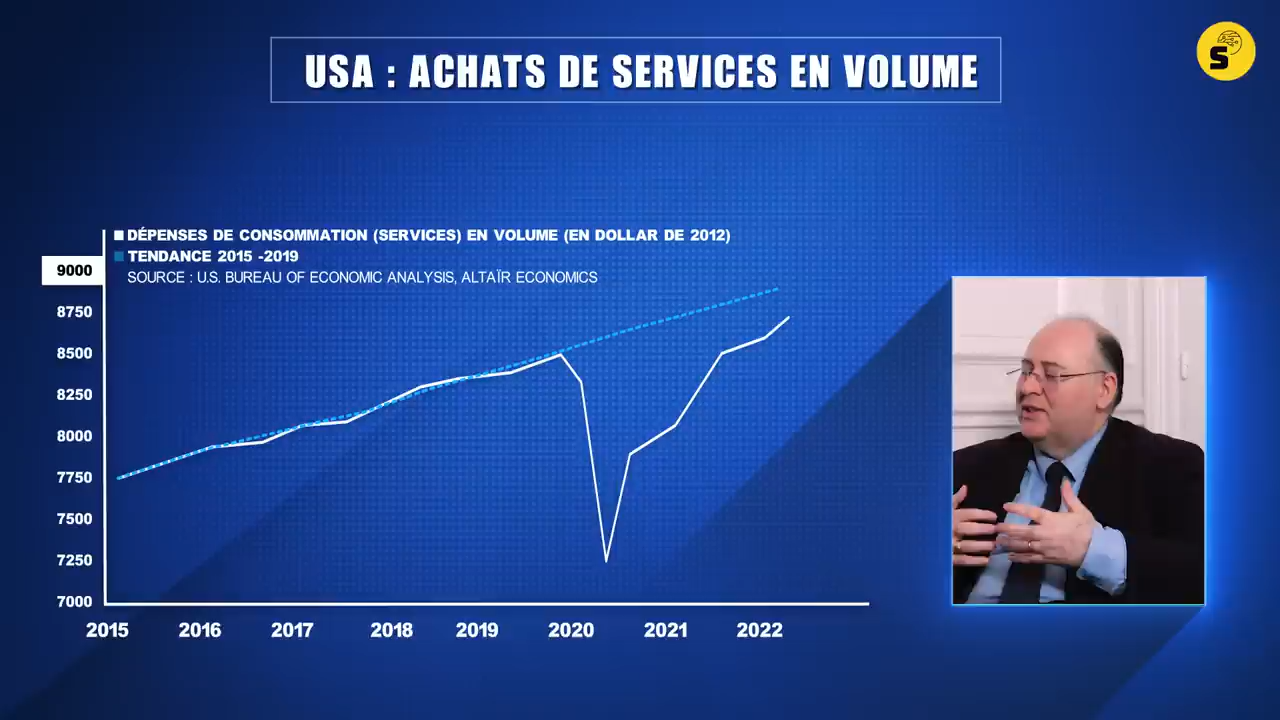 USA : ACHATS DE SERVICES EN VOLUME
S
DÉPENSES DE CONSOMMATION (SERVICES) EN VOLUME (EN DOLLAR DE 2012)
TENDANCE 2015 -2019
SOURCE : U.S. BUREAU OF ECONOMIC ANALYSIS, ALTAÏR ECONOMICS
9000
8750
8500
8250
8000
7750
7500
7250
7000
2015 2016 2017 2018 2019 2020 2021 2022